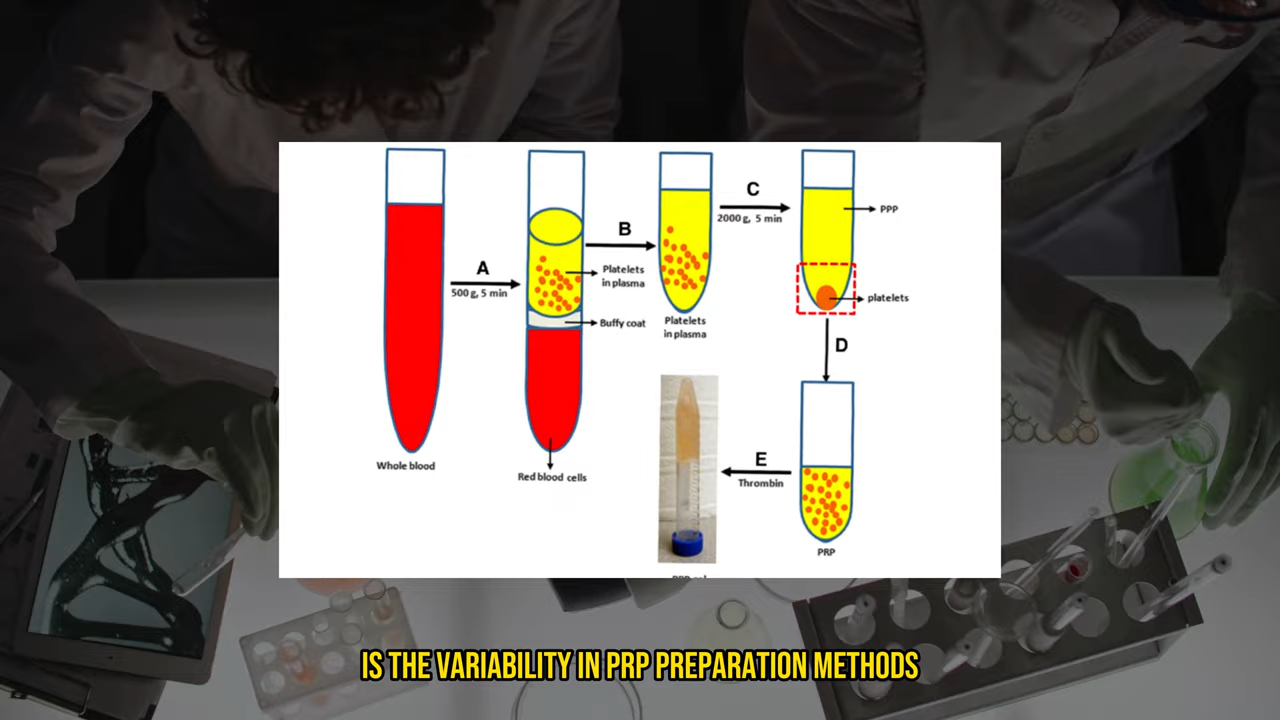 A
500 g, 5 min
B
C
2000 g, 5 min
PPP
Platelets
in plasma
Buffy coat
Platelets
in plasma
platelets
D
Whole blood
Red blood cells
E
Thrombin
PRP
IS THE VARIABILITY IN PRP PREPARATION METHODS